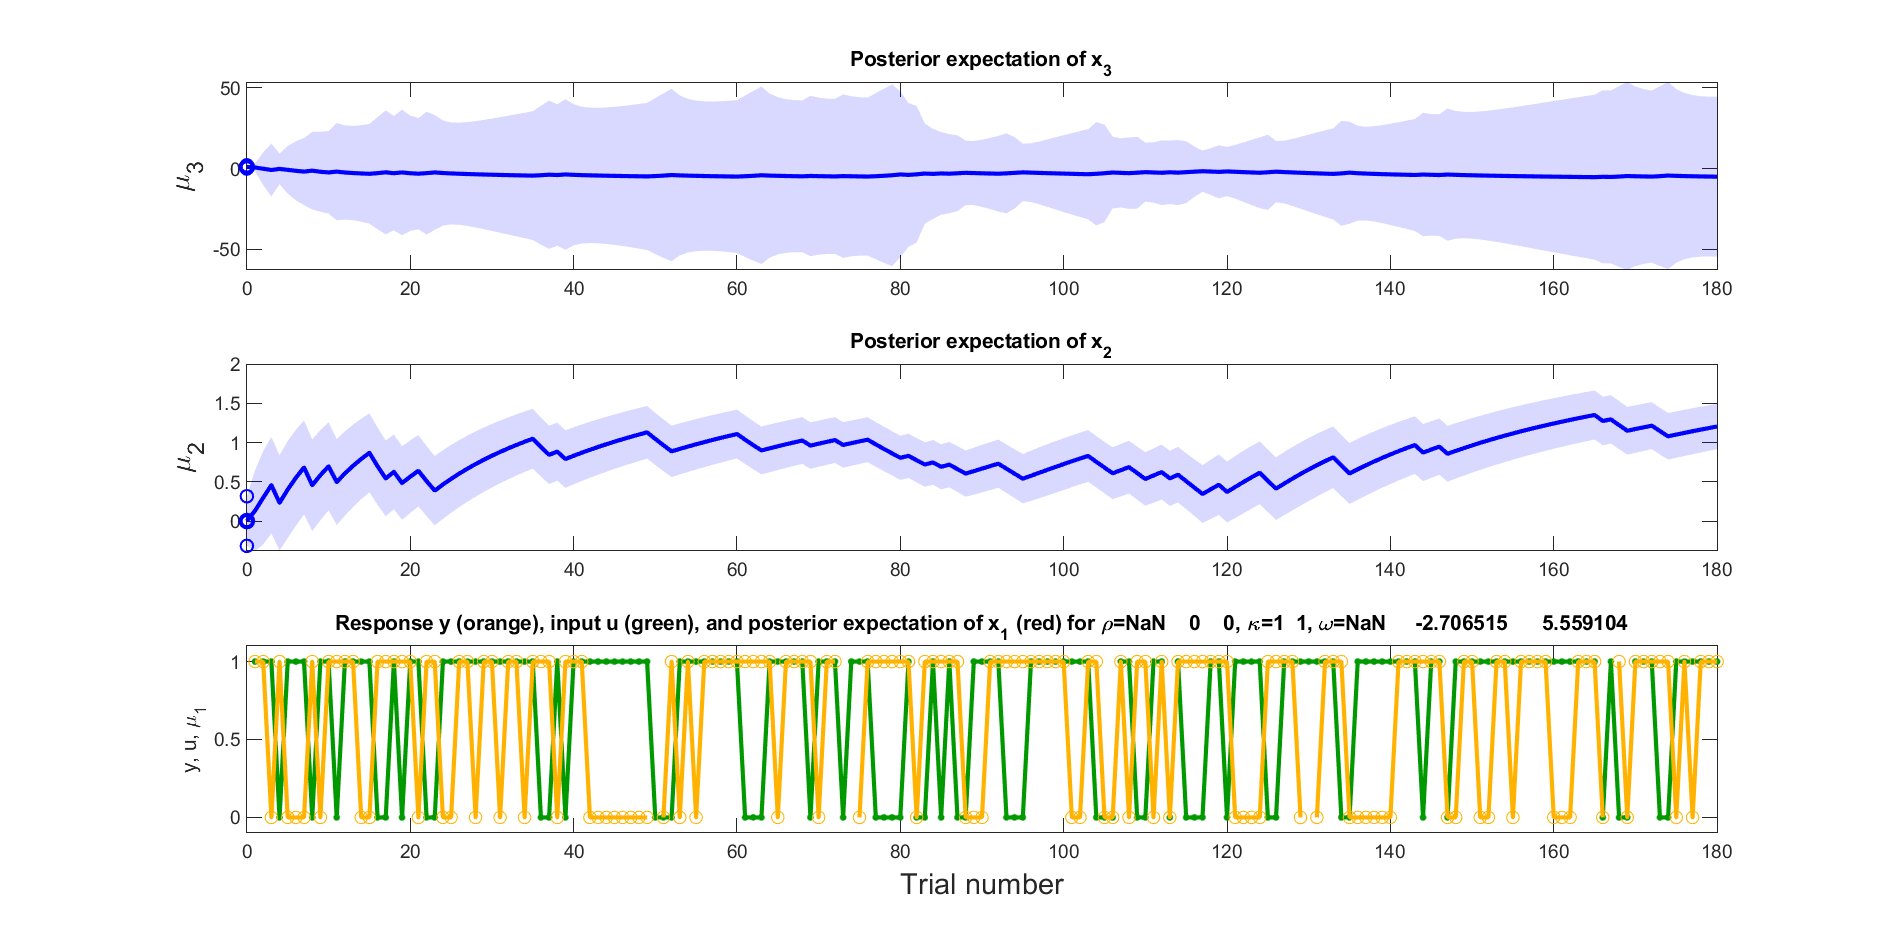 Posterior expectation of x3
50
0
-50
μ3
0 20 40 60 80 100 120 140 160 180
Posterior expectation of x2
2
1.5
1
0.5
0
μ2
0 20 40 60 80 100 120 140 160 180
Response y (orange), input u (green), and posterior expectation of x1 (red) for ρ=NaN 0 0, κ=1 1, ω=NaN -2.706515 5.559104
1
0.5
0
y, u, μ1
0 20 40 60 80 100 120 140 160 180
Trial number